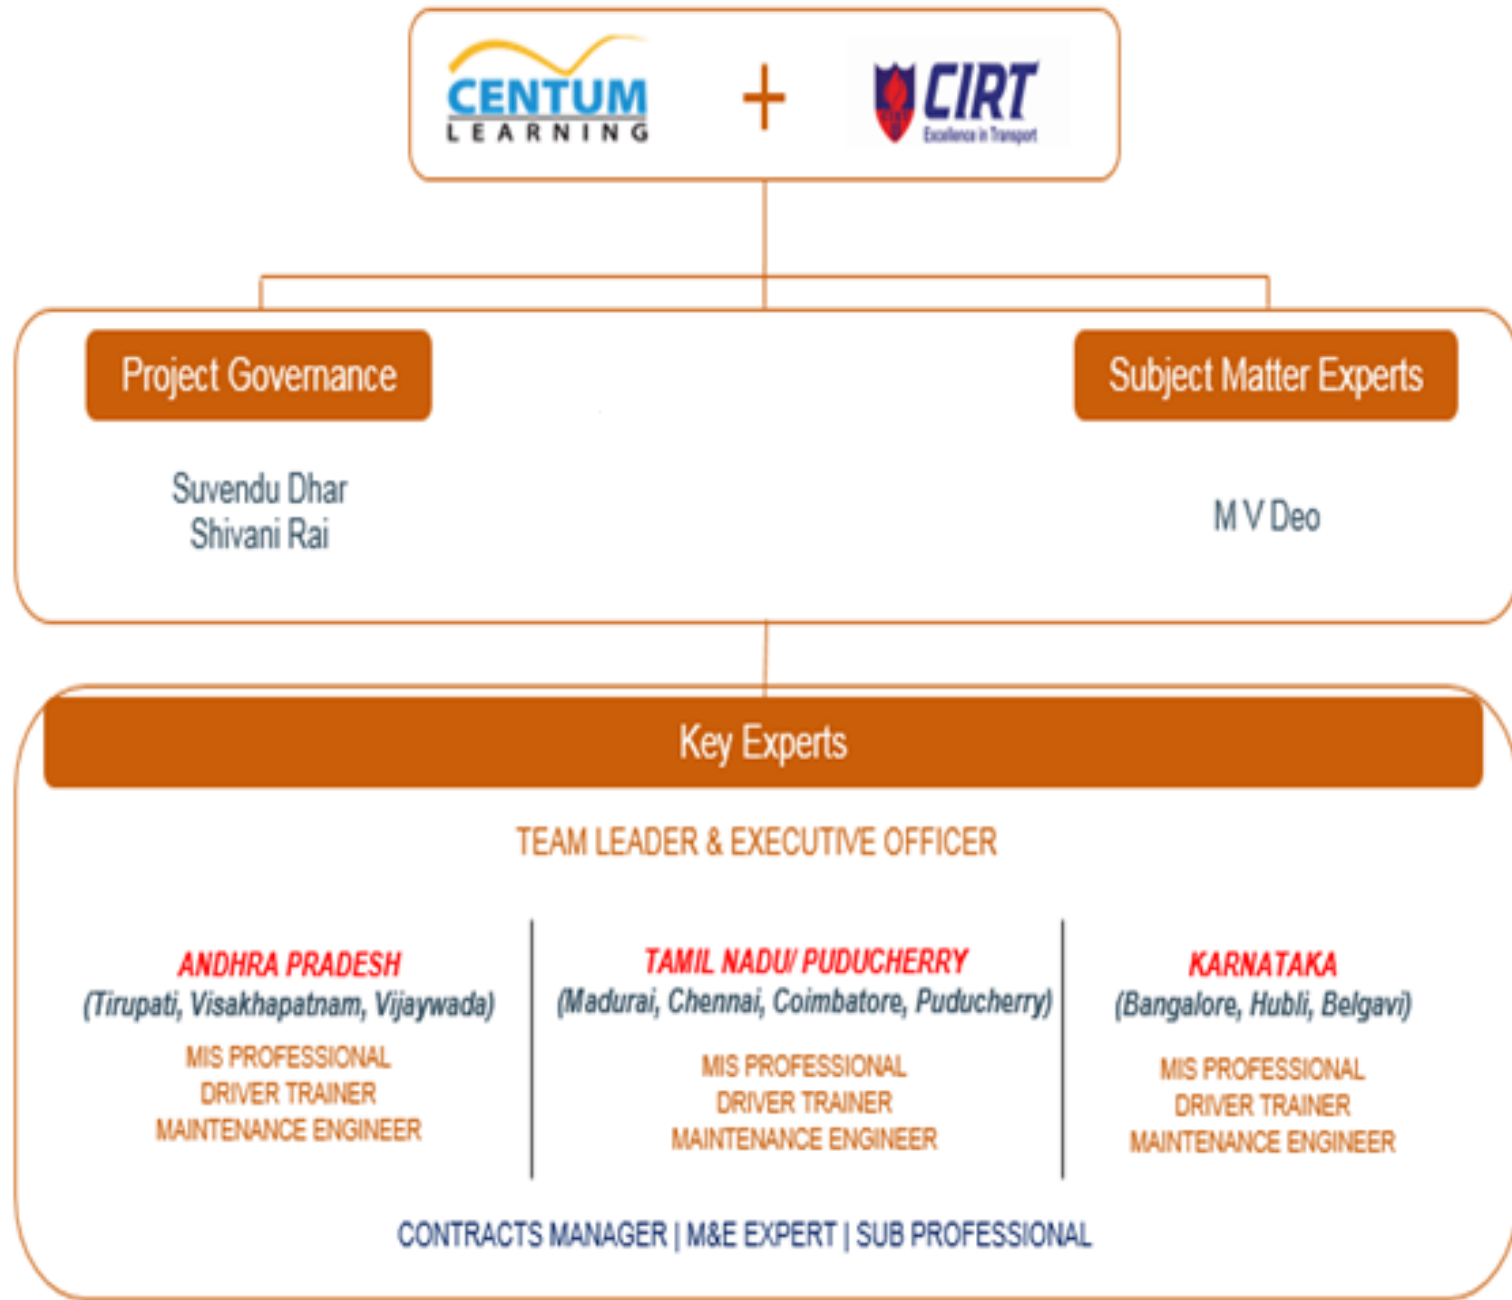 CENTUM
LEARNING
+
CIRT
Excellence in Transport
Project Governance
Subject Matter Experts
Suvendu Dhar
Shivani Rai
M V Deo
Key Experts
TEAM LEADER & EXECUTIVE OFFICER
ANDHRA PRADESH
(Tirupati, Visakhapatnam, Vijaywada)
MIS PROFESSIONAL
DRIVER TRAINER
MAINTENANCE ENGINEER
TAMIL NADU/ PUDUCHERRY
(Madurai, Chennai, Coimbatore, Puducherry)
MIS PROFESSIONAL
DRIVER TRAINER
MAINTENANCE ENGINEER
KARNATAKA
(Bangalore, Hubli, Belgavi)
MIS PROFESSIONAL
DRIVER TRAINER
MAINTENANCE ENGINEER
CONTRACTS MANAGER | M&E EXPERT | SUB PROFESSIONAL